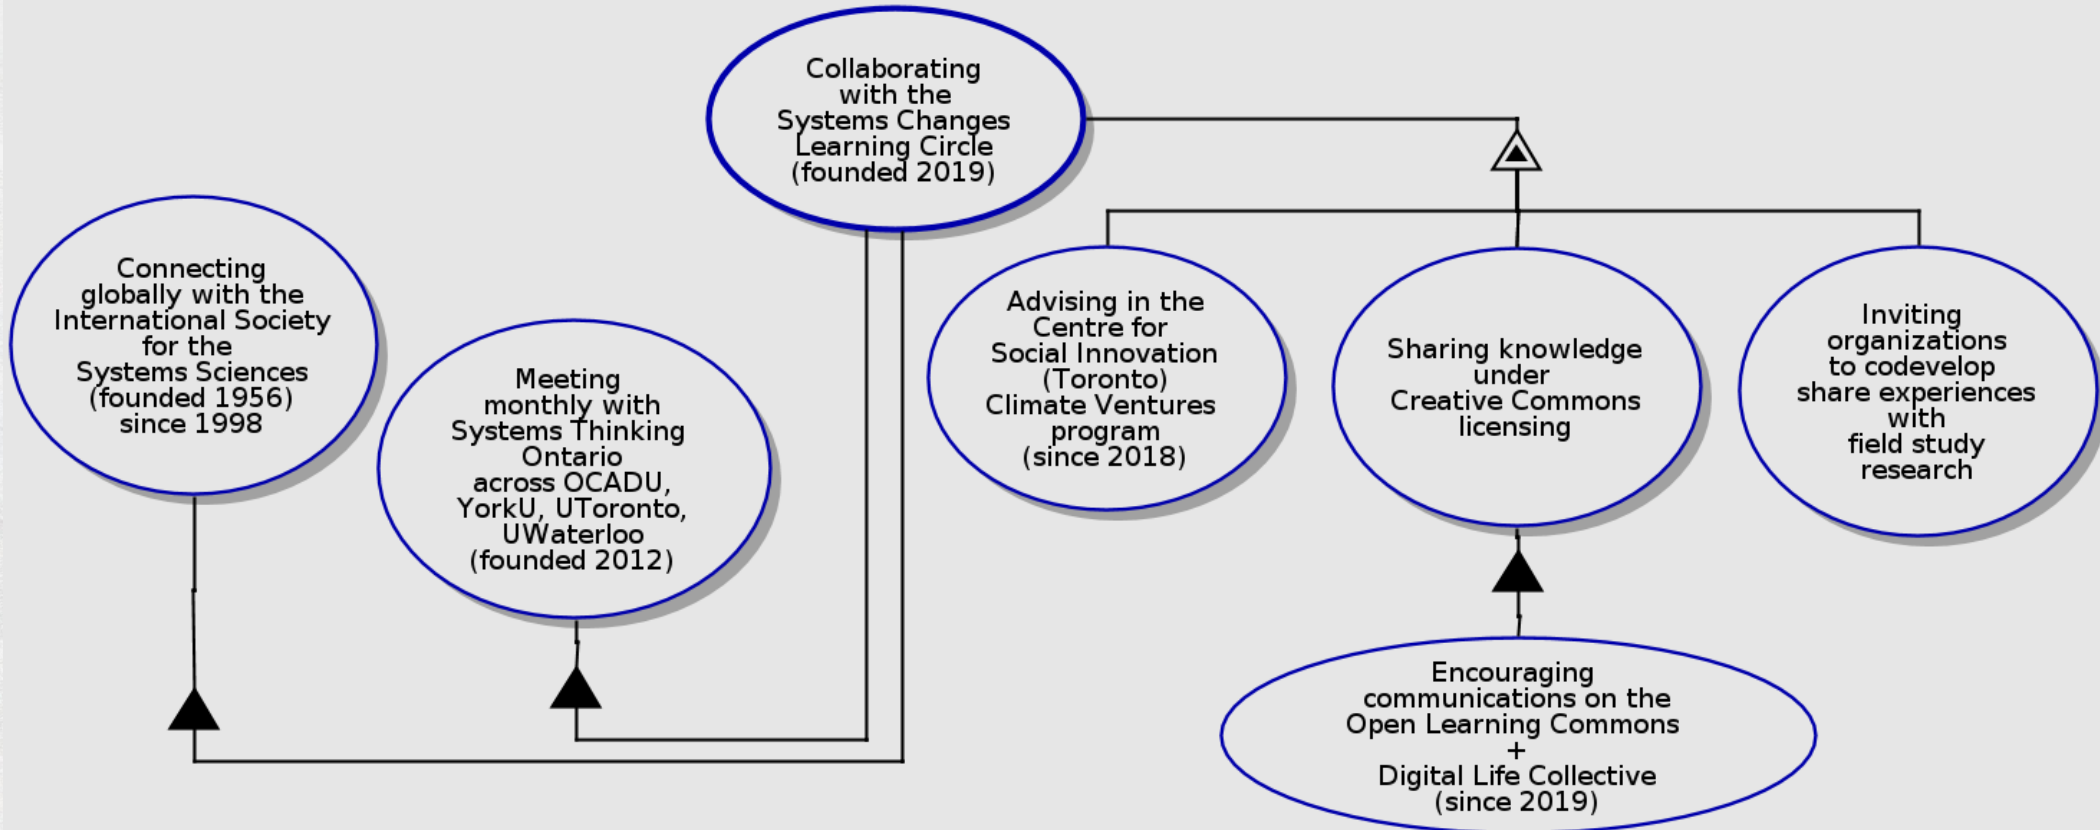 Collaborating
with the
Systems Changes
Learning Circle
(founded 2019)
Connecting
globally with the
International Society
for the
Systems Sciences
(founded 1956)
since 1998
Meeting
monthly with
Systems Thinking
Ontario
across OCADU,
YorkU, UToronto,
UWaterloo
(founded 2012)
Advising in the
Centre for
Social Innovation
(Toronto)
Climate Ventures
program
(since 2018)
Sharing knowledge
under
Creative Commons
licensing
Inviting
organizations
to codevelop
share experiences
with
field study
research
Encouraging
communications on the
Open Learning Commons
+
Digital Life Collective
(since 2019)